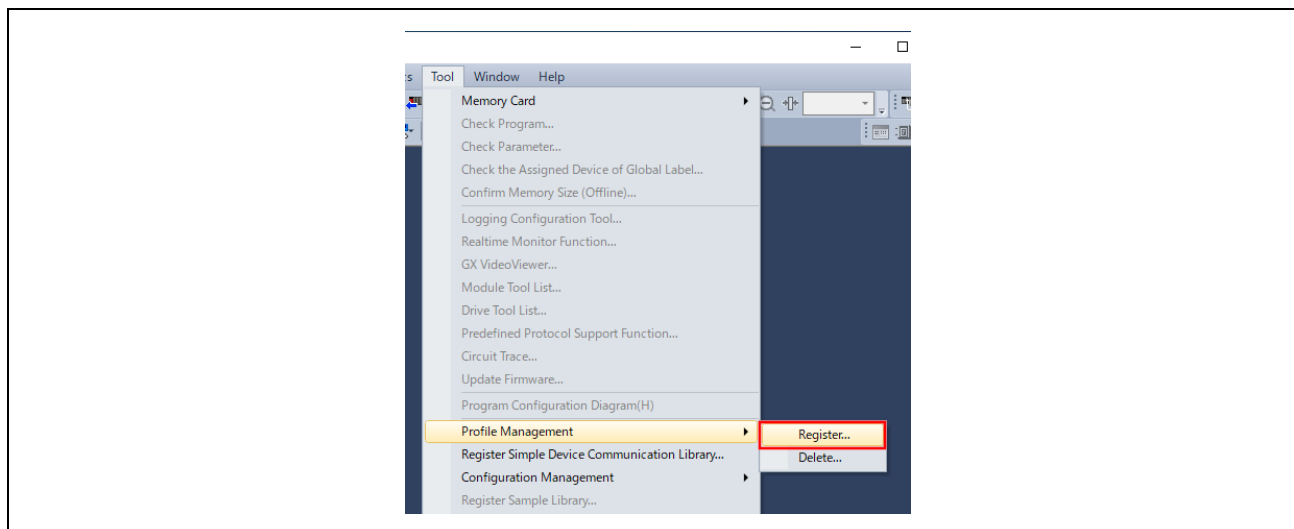 s Tool Window Help
Memory Card
Check Program...
Check Parameter...
Check the Assigned Device of Global Label...
Confirm Memory Size (Offline)...
Logging Configuration Tool...
Realtime Monitor Function...
GX VideoViewer...
Module Tool List...
Drive Tool List...
Predefined Protocol Support Function...
Circuit Trace...
Update Firmware...
Program Configuration Diagram(H)
Profile Management
Register...
Register Simple Device Communication Library...
Delete...
Configuration Management
Register Sample Library...